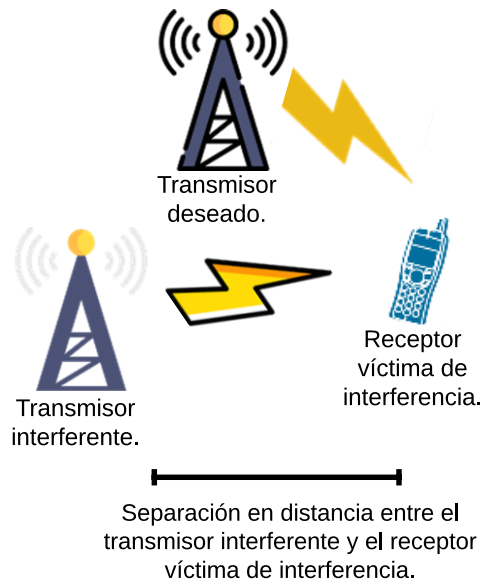 Transmisor
deseado.
Receptor
víctima de
interferencia.
Transmisor
interferente.
Separación en distancia entre el
transmisor interferente y el receptor
víctima de interferencia.